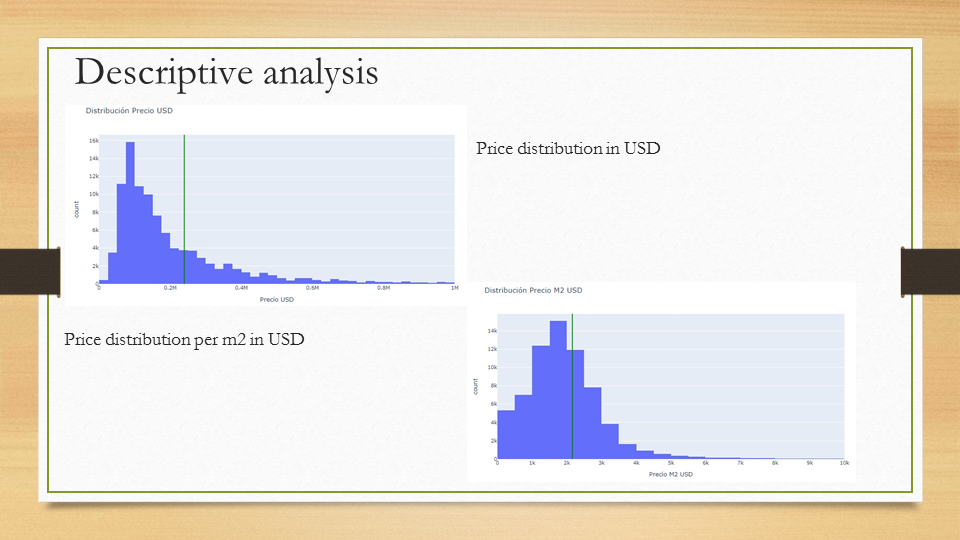 Descriptive analysis
Distribución Precio USD
16k
14k
12k
10k
8k
6k
4k
2k
0
count
0 0.2M 0.4M 0.6M 0.8M 1M
Precio USD
Price distribution in USD
Price distribution per m2 in USD
Distribución Precio M2 USD
14k
12k
10k
8k
6k
4k
2k
0
count
0 1k 2k 3k 4k 5k 6k 7k 8k 9k 10k
Precio M2 USD